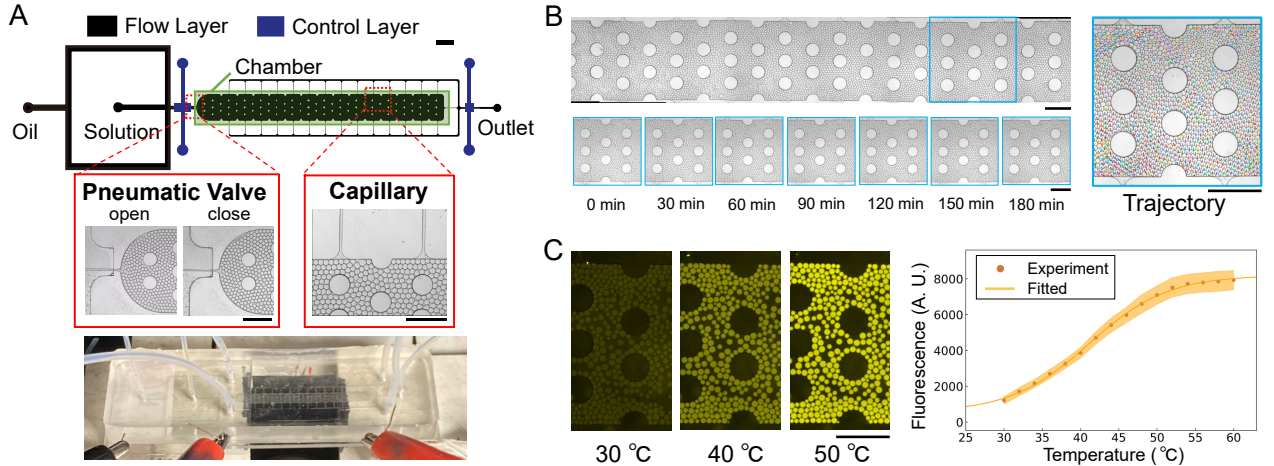 A
Flow Layer
Control Layer
Chamber
Oil
Solution
Outlet
Pneumatic Valve
open
close
Capillary
B
0 min
30 min
60 min
90 min
120 min
150 min
180 min
Trajectory
C
30 °C
40 °C
50 °C
Experiment
Fitted
Fluorescence (A. U.)
8000
6000
4000
2000
0
25
30
35
40
45
50
55
60
Temperature (°C)